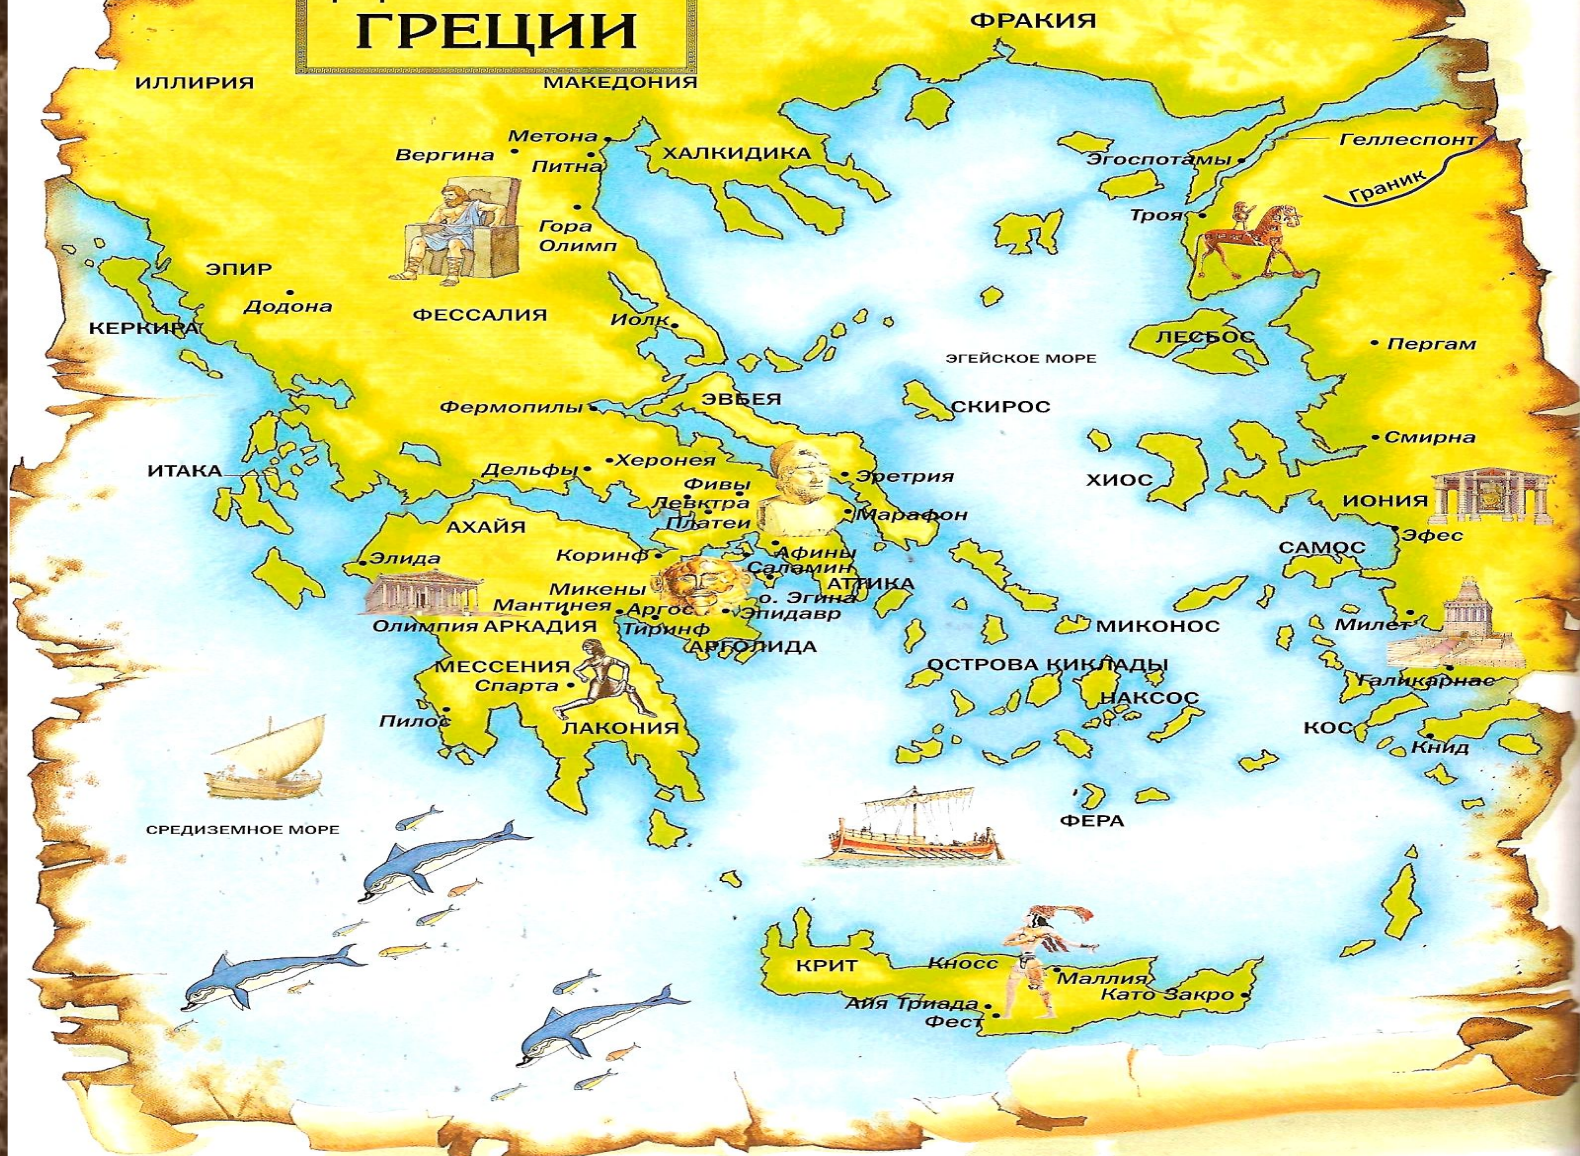 ГРЕЦИИ
ФРАКИЯ
ИЛЛИРИЯ
МАКЕДОНИЯ
Метона
Вергина
Питна
ХАЛКИДИКА
Эгоспотамы
Геллеспонт
Граник
Троя
Гора
Олимп
ЭПИР
Додона
ФЕССАЛИЯ
Иолк
КЕРКИРА
ЛЕСБОС
Пергам
ЭГЕЙСКОЕ МОРЕ
Фермопилы
ЭВБЕЯ
СКИРОС
Смирна
ИТАКА
Дельфы
Херонея
Эретрия
ХИОС
Фивы
Левктра
Платеи
Марафон
ИОНИЯ
АХАЙЯ
Эфес
САМОС
Элида
Коринф
Афины
Саламин
АТТИКА
Микены
о. Эгина
Мантинея
Аргос
Эпидавр
Олимпия
АРКАДИЯ
Тиринф
МИКОНОС
Милет
АРГОЛИДА
МЕССЕНИЯ
ОСТРОВА КИКЛАДЫ
Спарта
Галикарнас
НАКСОС
Пилос
ЛАКОНИЯ
КОС
Книд
СРЕДИЗЕМНОЕ МОРЕ
ФЕРА
КРИТ
Кносс
Маллия
Като Закро
Айя Триада
Фест